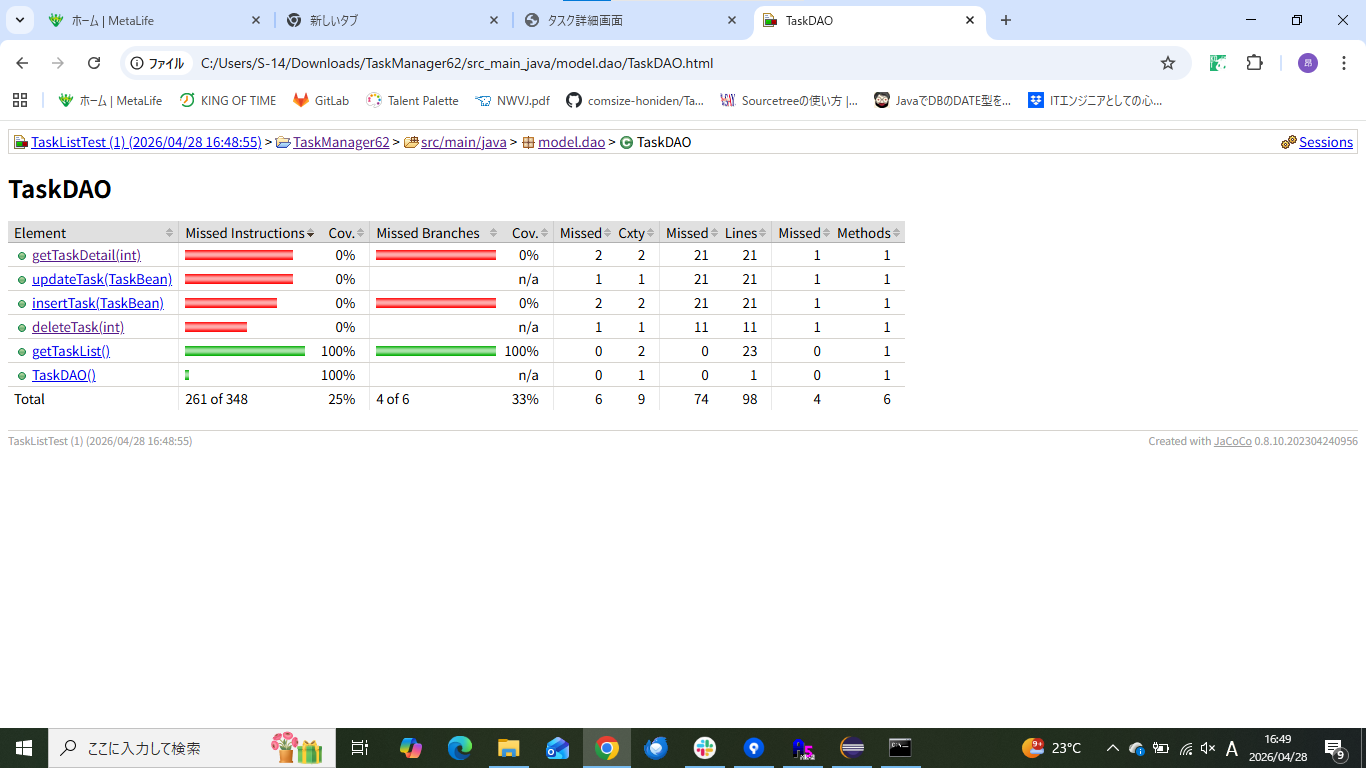 ホーム | MetaLife
新しいタブ
タスク詳細画面
TaskDAO
ファイル
C:/Users/S-14/Downloads/TaskManager62/src_main_java/model.dao/TaskDAO.html
昂
ホーム | MetaLife
KING OF TIME
GitLab
Talent Palette
NWVJ.pdf
comsize-honiden/Ta...
Sourcetreeの使い方 |...
JavaでDBのDATE型を...
ITエンジニアとしての心...
TaskListTest (1) (2026/04/28 16:48:55) > TaskManager62 > src/main/java > model.dao > TaskDAO
Sessions
TaskDAO
Element Missed Instructions Cov. Missed Branches Cov. Missed Cxty Missed Lines Missed Methods
getTaskDetail(int) 0% 0% 2 2 21 21 1 1
updateTask(TaskBean) 0% n/a 1 1 21 21 1 1
insertTask(TaskBean) 0% 0% 2 2 21 21 1 1
deleteTask(int) 0% n/a 1 1 11 11 1 1
getTaskList() 100% 100% 0 2 0 23 0 1
TaskDAO() 100% n/a 0 1 0 1 0 1
Total 261 of 348 25% 4 of 6 33% 6 9 74 98 4 6
TaskListTest (1) (2026/04/28 16:48:55)
Created with JaCoCo 0.8.10.202304240956
ここに入力して検索
23°C
A
16:49
2026/04/28
9